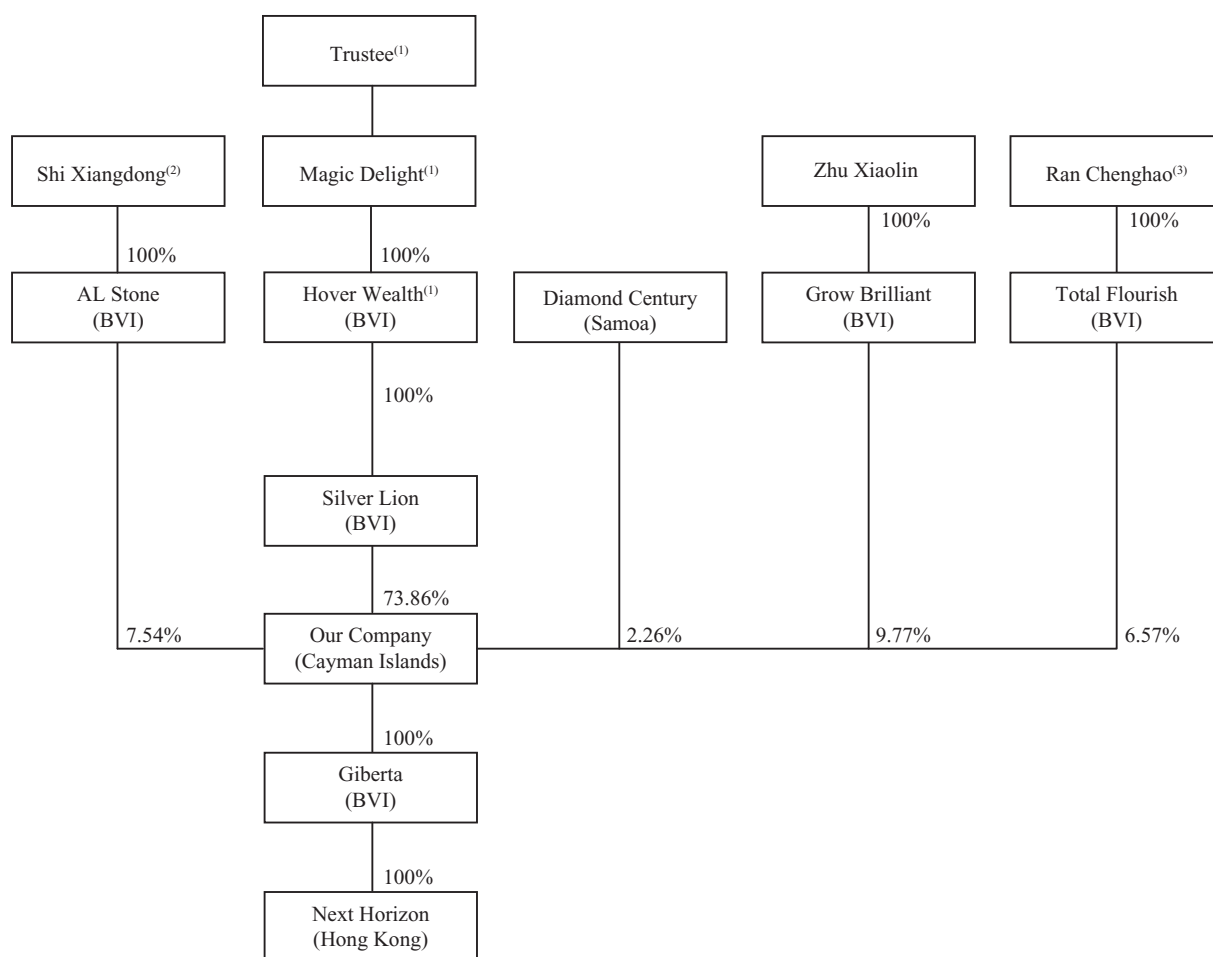 Trustee(1)
Shi Xiangdong(2)
Magic Delight(1)
Zhu Xiaolin
Ran Chenghao(3)
100%
100%
100%
100%
AL Stone
(BVI)
Hover Wealth(1)
(BVI)
Diamond Century
(Samoa)
Grow Brilliant
(BVI)
Total Flourish
(BVI)
100%
Silver Lion
(BVI)
73.86%
7.54%
Our Company
(Cayman Islands)
2.26%
9.77%
6.57%
100%
Giberta
(BVI)
100%
Next Horizon
(Hong Kong)